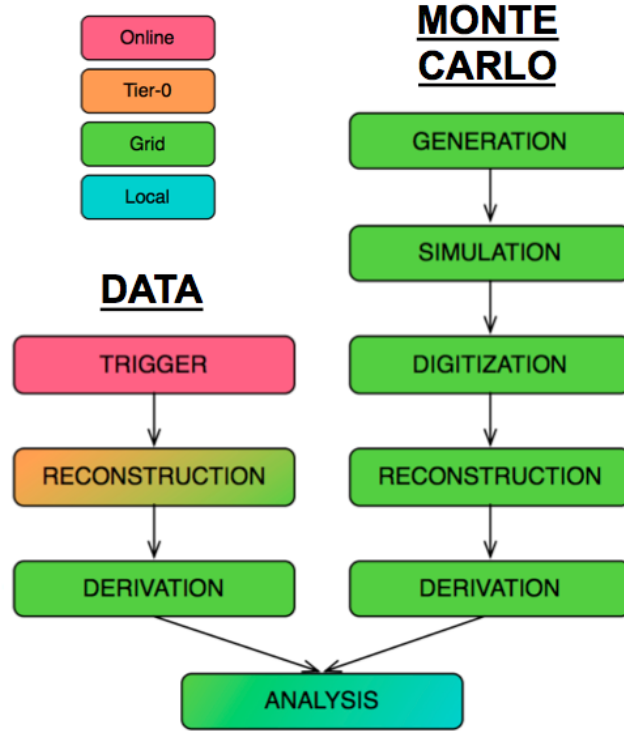 Online
Tier-0
Grid
Local
MONTE
CARLO
GENERATION
SIMULATION
DIGITIZATION
RECONSTRUCTION
DERIVATION
DATA
TRIGGER
RECONSTRUCTION
DERIVATION
ANALYSIS